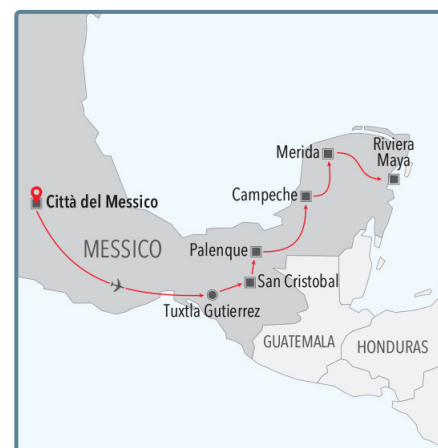 Merida
Riviera
Maya
Campeche
Città del Messico
MESSICO
Palenque
San Cristobal
Tuxtla Gutierrez
GUATEMALA
HONDURAS